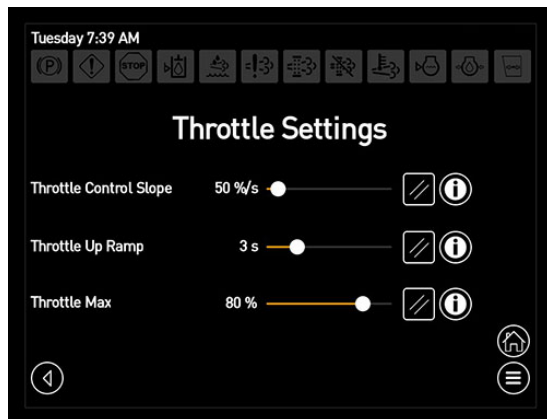 Tuesday 7:39 AM
(P) STOP
Throttle Settings
Throttle Control Slope 50 %/s
Throttle Up Ramp 3 s
Throttle Max 80 %